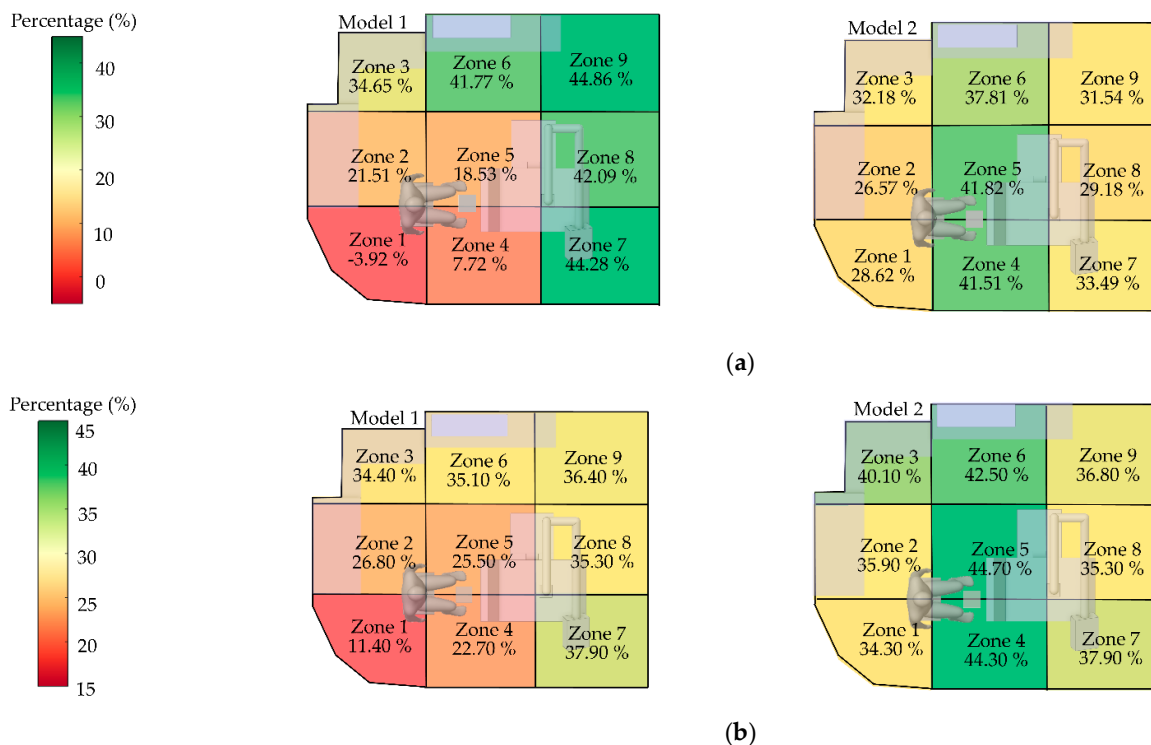 Percentage (%)
40
30
20
10
0
Model 1
Zone 3
34.65 %
Zone 6
41.77 %
Zone 9
44.86 %
Zone 2
21.51 %
Zone 5
18.53 %
Zone 8
42.09 %
Zone 1
-3.92 %
Zone 4
7.72 %
Zone 7
44.28 %
Model 2
Zone 3
32.18 %
Zone 6
37.81 %
Zone 9
31.54 %
Zone 2
26.57 %
Zone 5
41.82 %
Zone 8
29.18 %
Zone 1
28.62 %
Zone 4
41.51 %
Zone 7
33.49 %
(a)
Percentage (%)
45
40
35
30
25
20
15
Model 1
Zone 3
34.40 %
Zone 6
35.10 %
Zone 9
36.40 %
Zone 2
26.80 %
Zone 5
25.50 %
Zone 8
35.30 %
Zone 1
11.40 %
Zone 4
22.70 %
Zone 7
37.90 %
Model 2
Zone 3
40.10 %
Zone 6
42.50 %
Zone 9
36.80 %
Zone 2
35.90 %
Zone 5
44.70 %
Zone 8
35.30 %
Zone 1
34.30 %
Zone 4
44.30 %
Zone 7
37.90 %
(b)